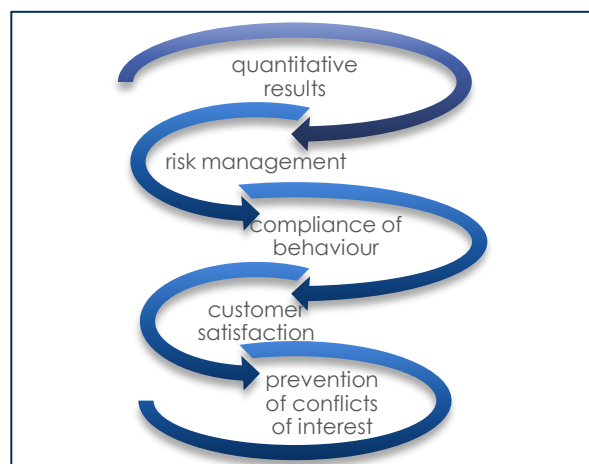 quantitative
results
risk management
compliance of
behaviour
customer
satisfaction
prevention
of conflicts
of interest